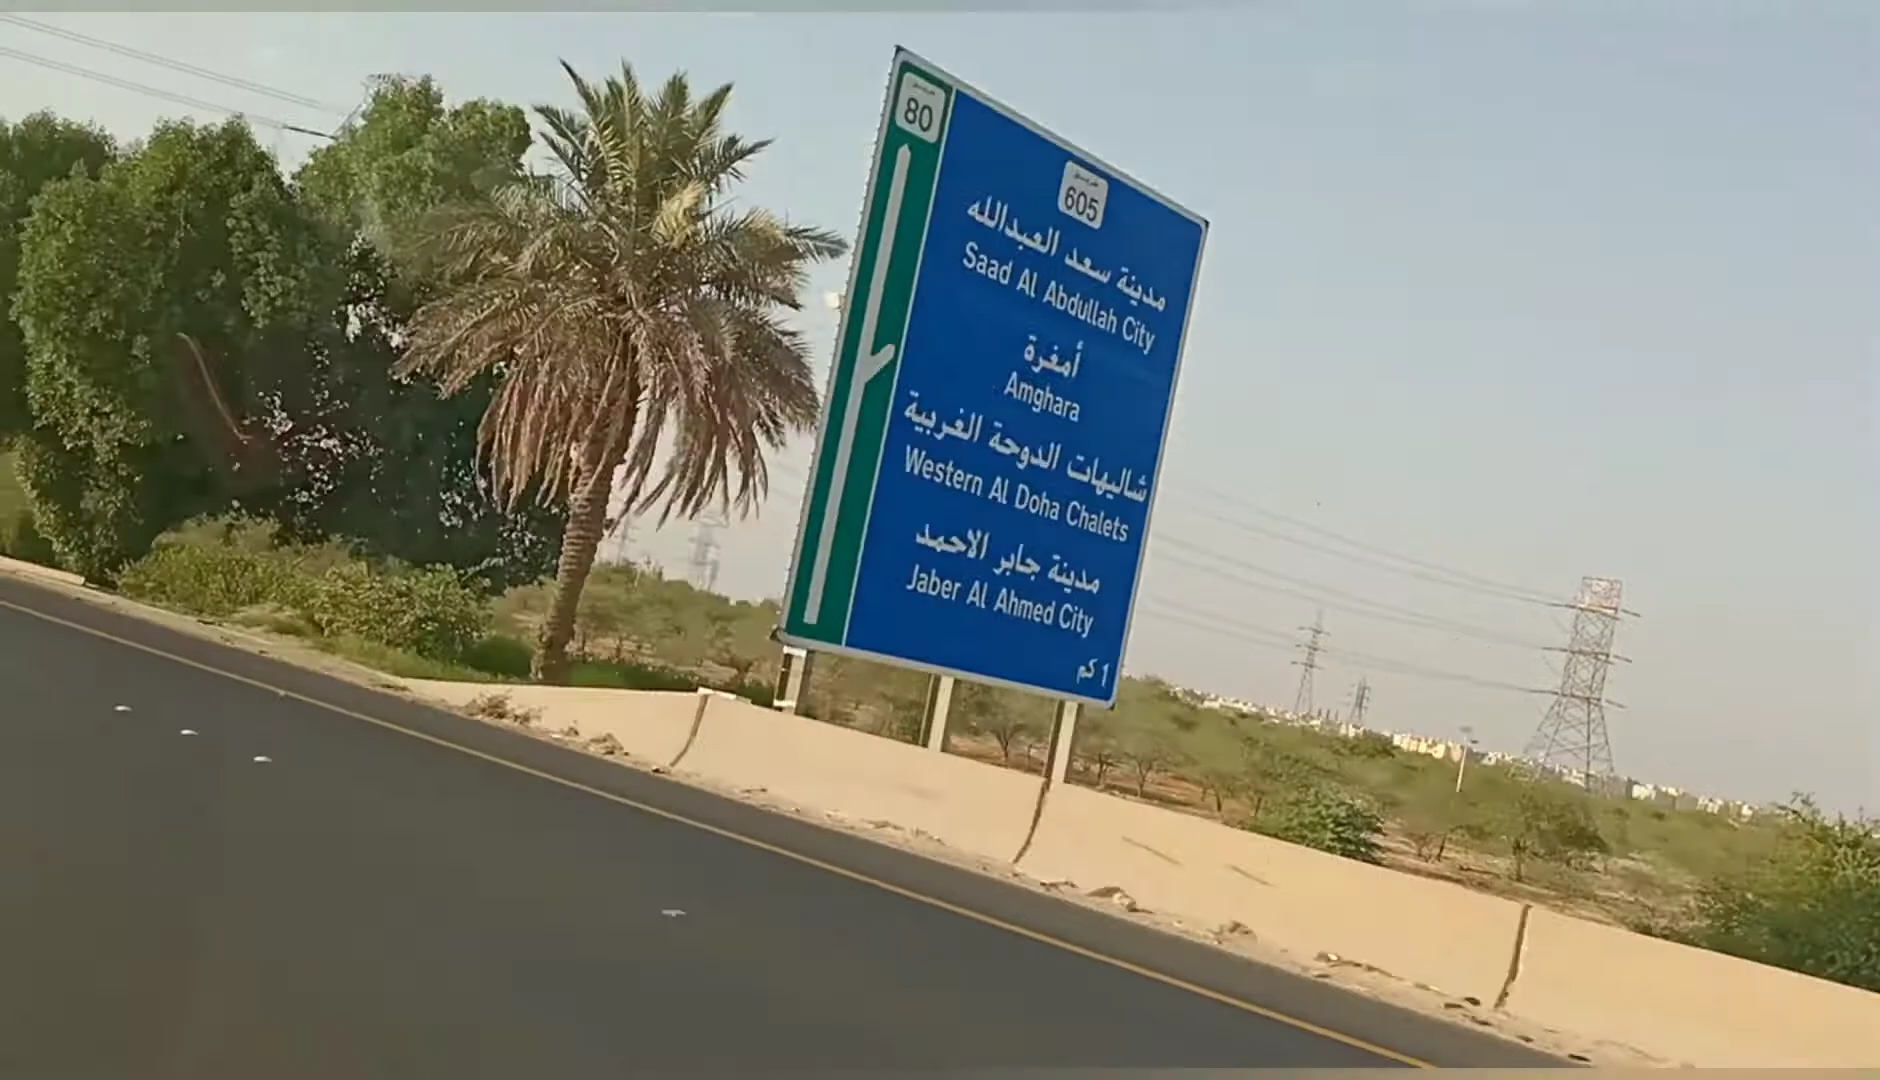 80
605
مدينة سعد العبدالله
Saad Al Abdullah City
أمغرة
Amghara
شاليهات الدوحة الغربية
Western Al Doha Chalets
مدينة جابر الاحمد
Jaber Al Ahmed City
1 كم